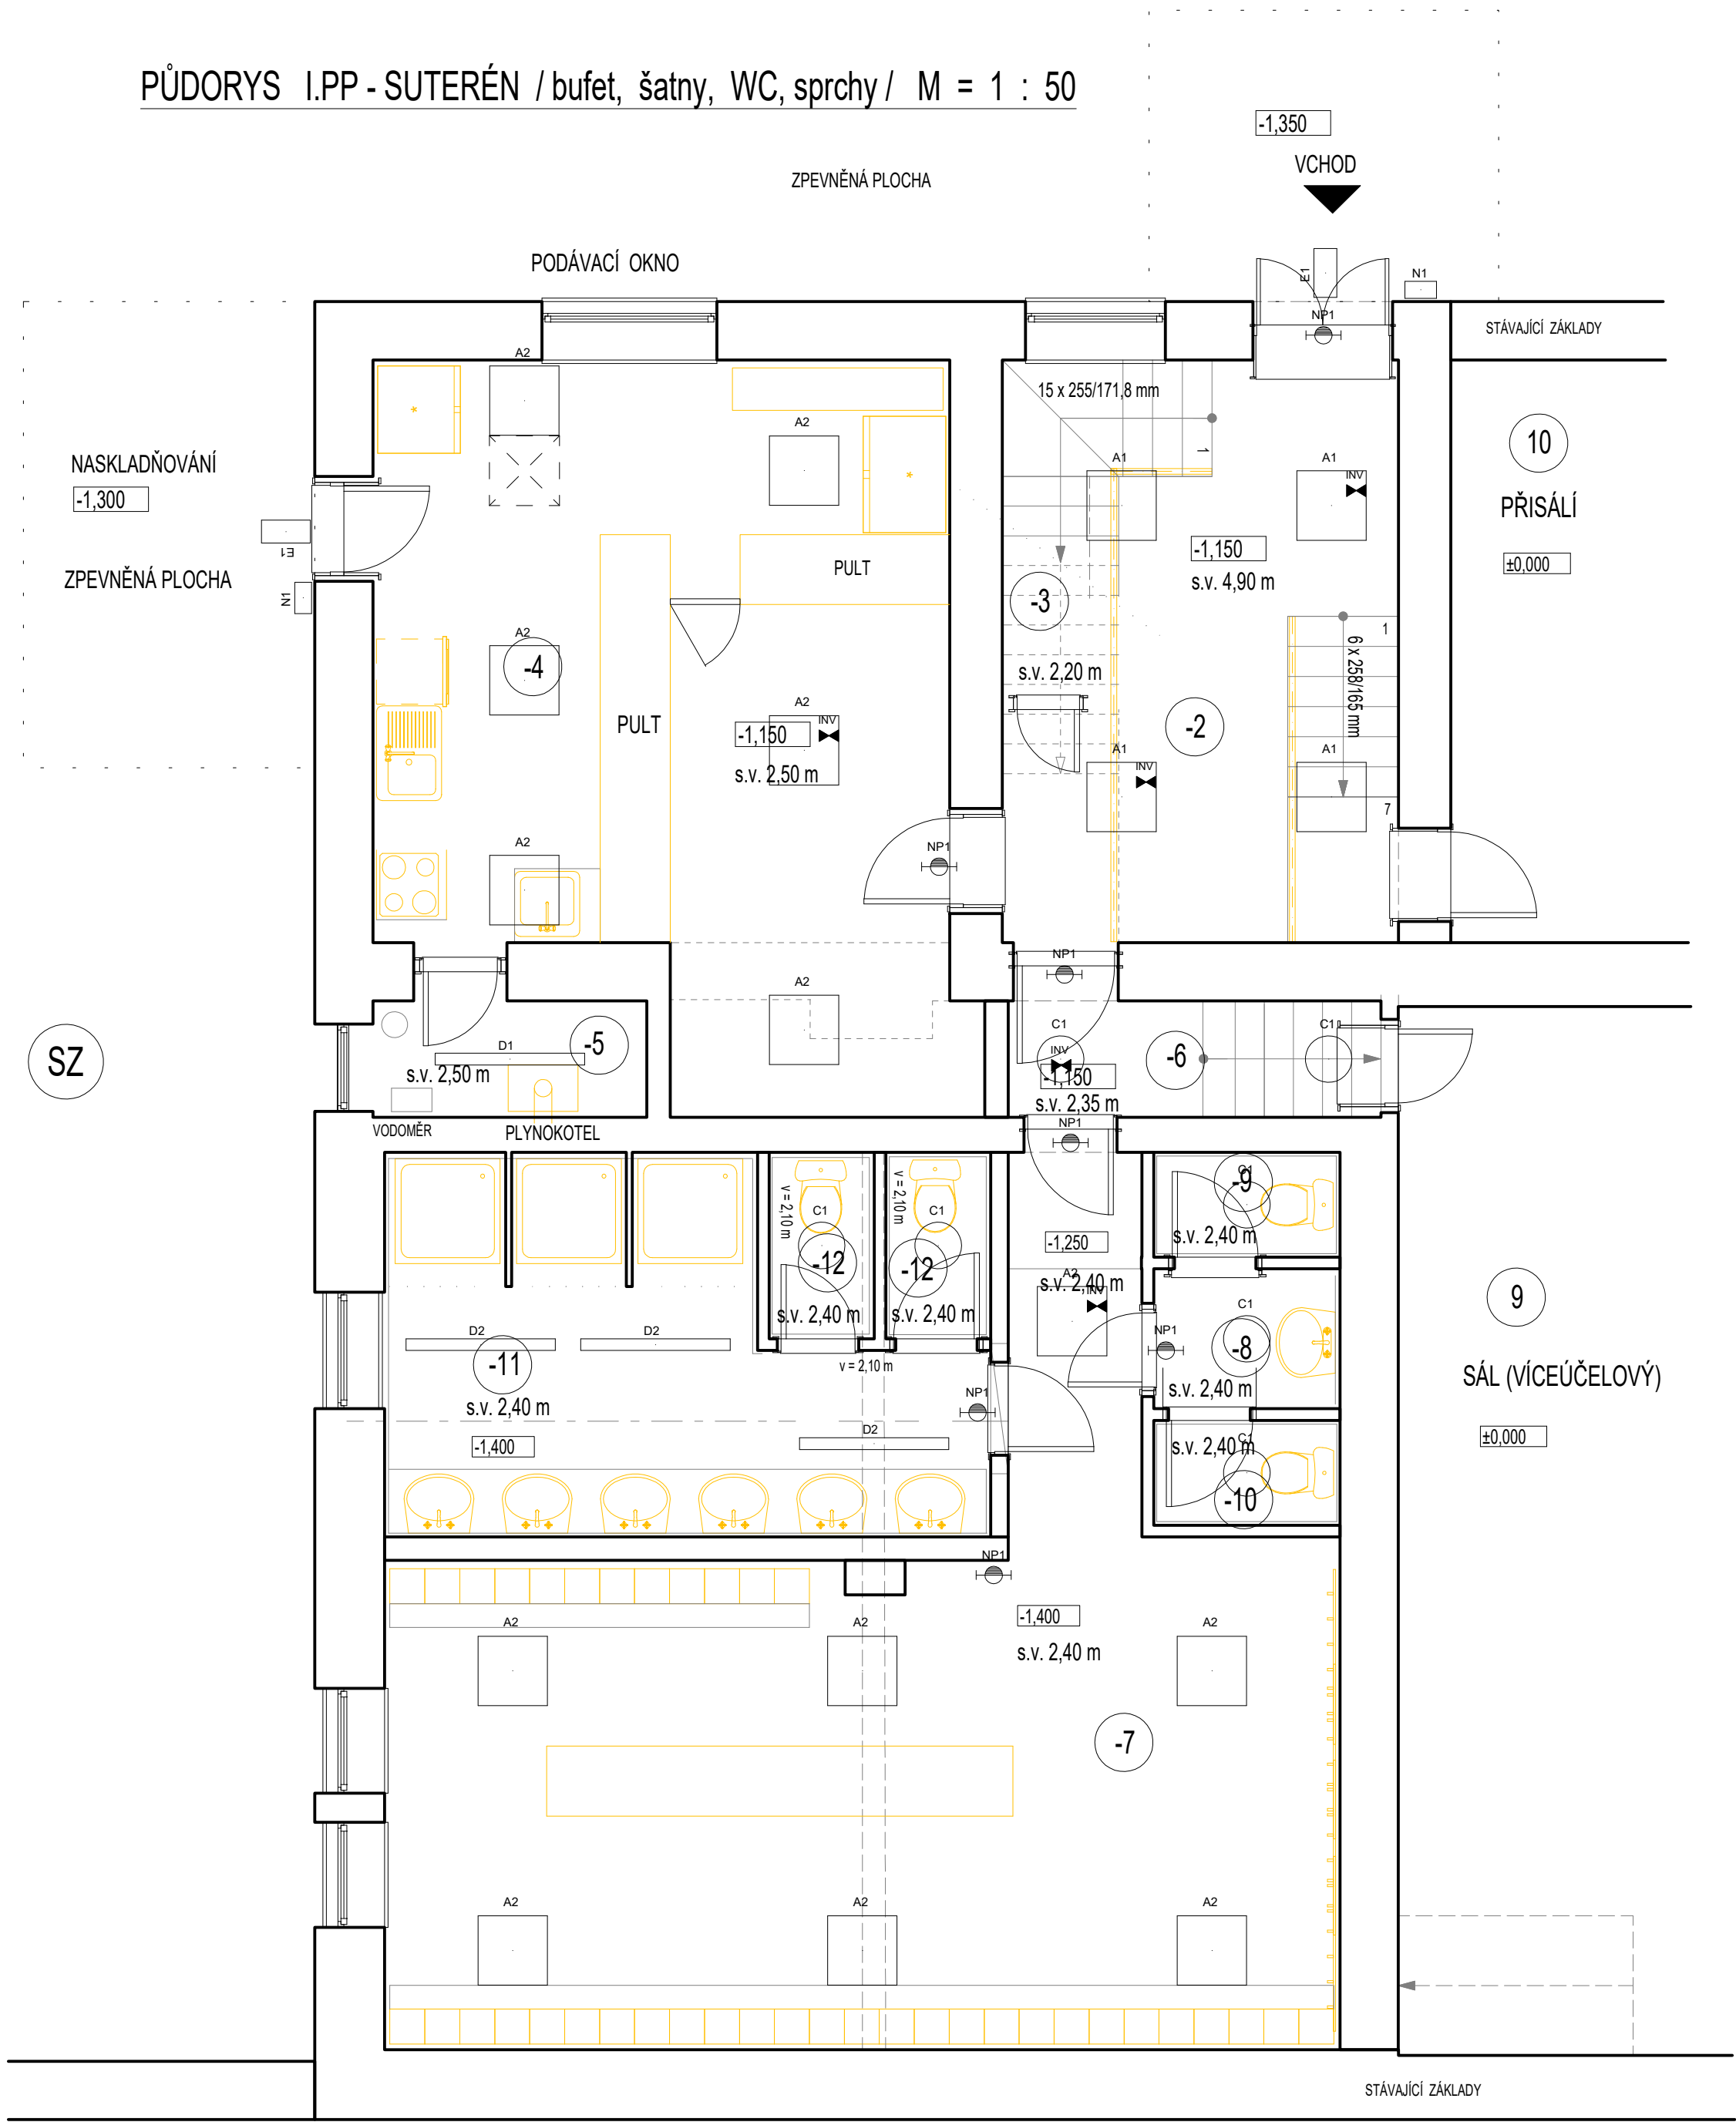 PŮDORYS I.PP - SUTERÉN / bufet, šatny, WC, sprchy / M = 1 : 50
-1,350
VCHOD
ZPEVNĚNÁ PLOCHA
PODÁVACÍ OKNO
E1
N1
NP1
STÁVAJÍCÍ ZÁKLADY
A2
15 x 255/171,8 mm
1
A2
A1
A1
INV
10
PŘISÁLÍ
±0,000
NASKLADŇOVÁNÍ
-1,300
E1
ZPEVNĚNÁ PLOCHA
N1
PULT
-1,150
s.v. 4,90 m
-3
s.v. 2,20 m
1
6 x 258/165 mm
7
A2
-4
PULT
A2
INV
-1,150
s.v. 2,50 m
-2
A1
INV
A1
A2
NP1
NP1
A2
SZ
D1
-5
s.v. 2,50 m
C1
INV
-1,150
s.v. 2,35 m
-6
C1
VODOMĚR
PLYNOKOTEL
NP1
v = 2,10 m
C1
-12
s.v. 2,40 m
v = 2,10 m
C1
-12
s.v. 2,40 m
-1,250
s.v. 2,40 m
A2
INV
C1
-9
s.v. 2,40 m
9
SÁL (VÍCEÚČELOVÝ)
±0,000
D2
D2
-11
s.v. 2,40 m
-1,400
v = 2,10 m
NP1
D2
NP1
C1
-8
s.v. 2,40 m
s.v. 2,40 m
C1
-10
NP1
-1,400
s.v. 2,40 m
A2
A2
A2
-7
A2
A2
A2
STÁVAJÍCÍ ZÁKLADY